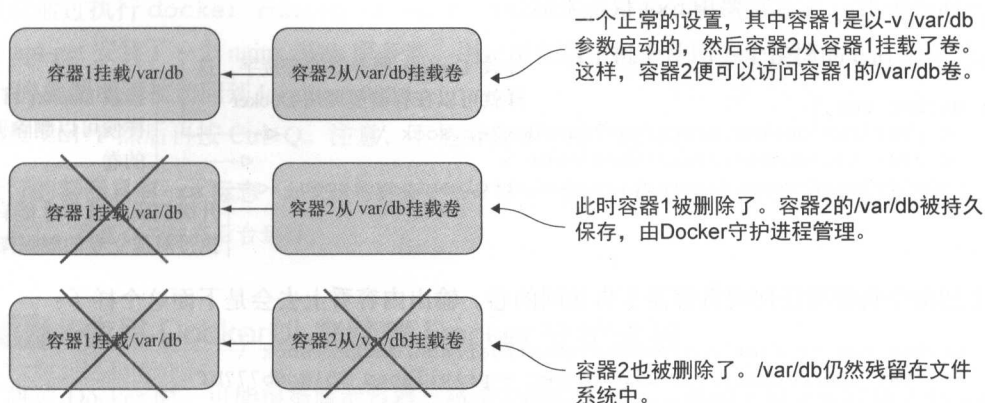 一个正常的设置，其中容器1是以-v /var/db
参数启动的，然后容器2从容器1挂载了卷。
这样，容器2便可以访问容器1的/var/db卷。
容器1挂载/var/db
容器2从/var/db挂载卷
容器1挂载/var/db
容器2从/var/db挂载卷
此时容器1被删除了。容器2的/var/db被持久
保存，由Docker守护进程管理。
容器1挂载/var/db
容器2从/var/db挂载卷
容器2也被删除了。/var/db仍然残留在文件
系统中。